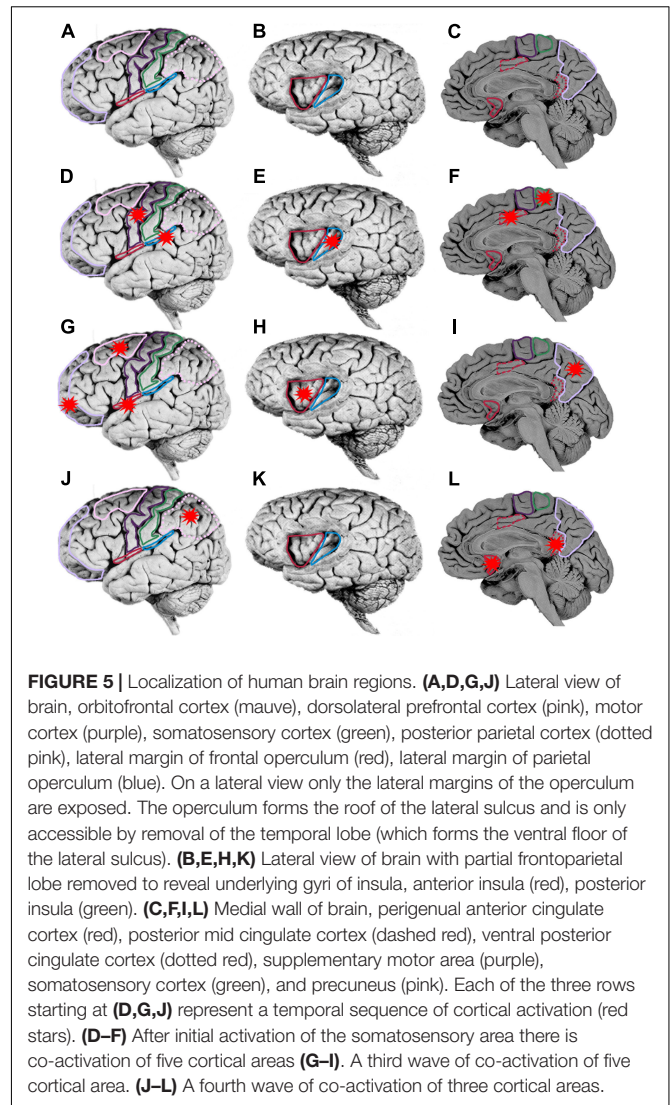 A B C
D E F
G H I
J K L
FIGURE 5 | Localization of human brain regions. (A,D,G,J) Lateral view of
brain, orbitofrontal cortex (mauve), dorsolateral prefrontal cortex (pink), motor
cortex (purple), somatosensory cortex (green), posterior parietal cortex (dotted
pink), lateral margin of frontal operculum (red), lateral margin of parietal
operculum (blue). On a lateral view only the lateral margins of the operculum
are exposed. The operculum forms the roof of the lateral sulcus and is only
accessible by removal of the temporal lobe (which forms the ventral floor of
the lateral sulcus). (B,E,H,K) Lateral view of brain with partial frontoparietal
lobe removed to reveal underlying gyri of insula, anterior insula (red), posterior
insula (green). (C,F,I,L) Medial wall of brain, perigenual anterior cingulate
cortex (red), posterior mid cingulate cortex (dashed red), ventral posterior
cingulate cortex (dotted red), supplementary motor area (purple),
somatosensory cortex (green), and precuneus (pink). Each of the three rows
starting at (D,G,J) represent a temporal sequence of cortical activation (red
stars). (D–F) After initial activation of the somatosensory area there is
co-activation of five cortical areas (G–I). A third wave of co-activation of five
cortical area. (J–L) A fourth wave of co-activation of three cortical areas.